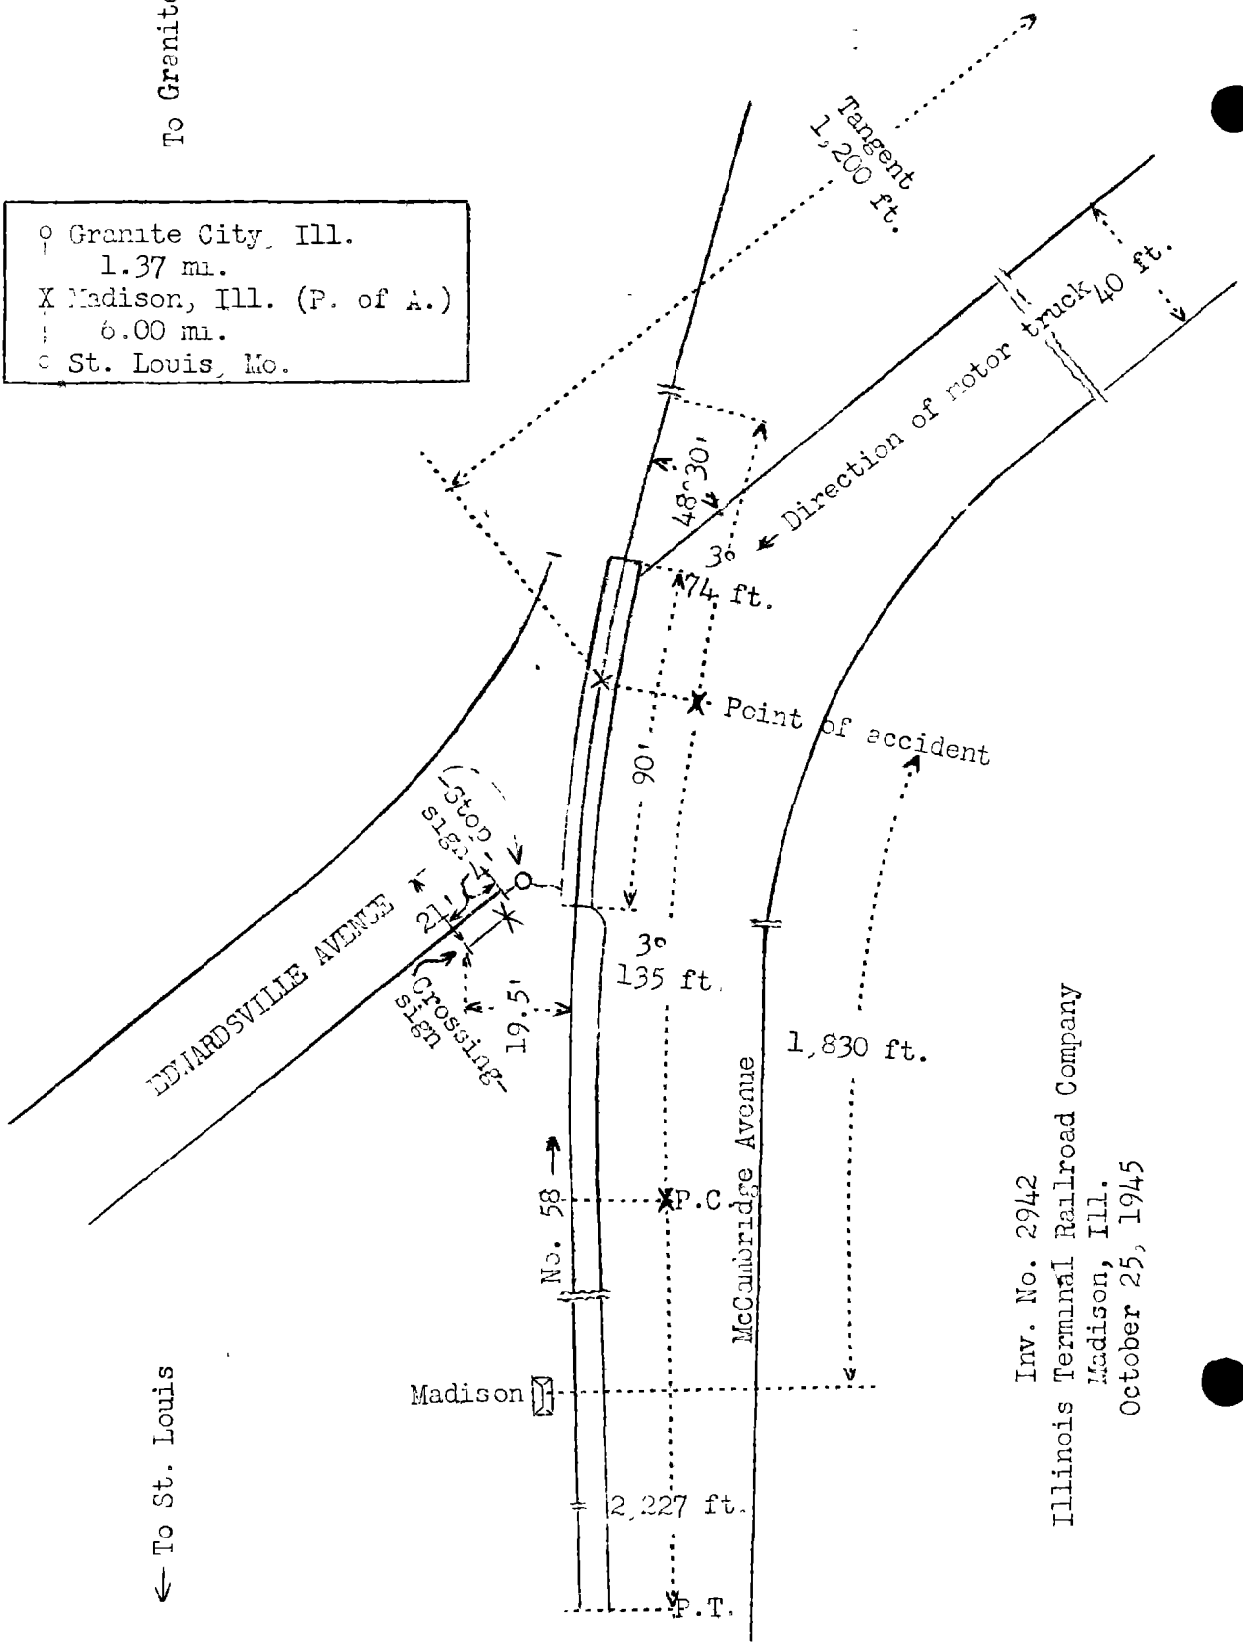 To Granite
Granite City, Ill.
1.37 mi.
X Madison, Ill. (P. of A.)
6.00 mi.
St. Louis, Mo.
Tangent
1,200 ft.
40 ft.
Direction of motor truck
48°30'
3°
74 ft.
Point of accident
90'
Stop
sign
4'
21'
EDWARDSVILLE AVENUE
Crossing
sign
19.5'
3°
135 ft.
1,830 ft.
McCambridge Avenue
No. 58
P.C.
Madison
2,227 ft.
P.T.
← To St. Louis
Inv. No. 2942
Illinois Terminal Railroad Company
Madison, Ill.
October 25, 1945